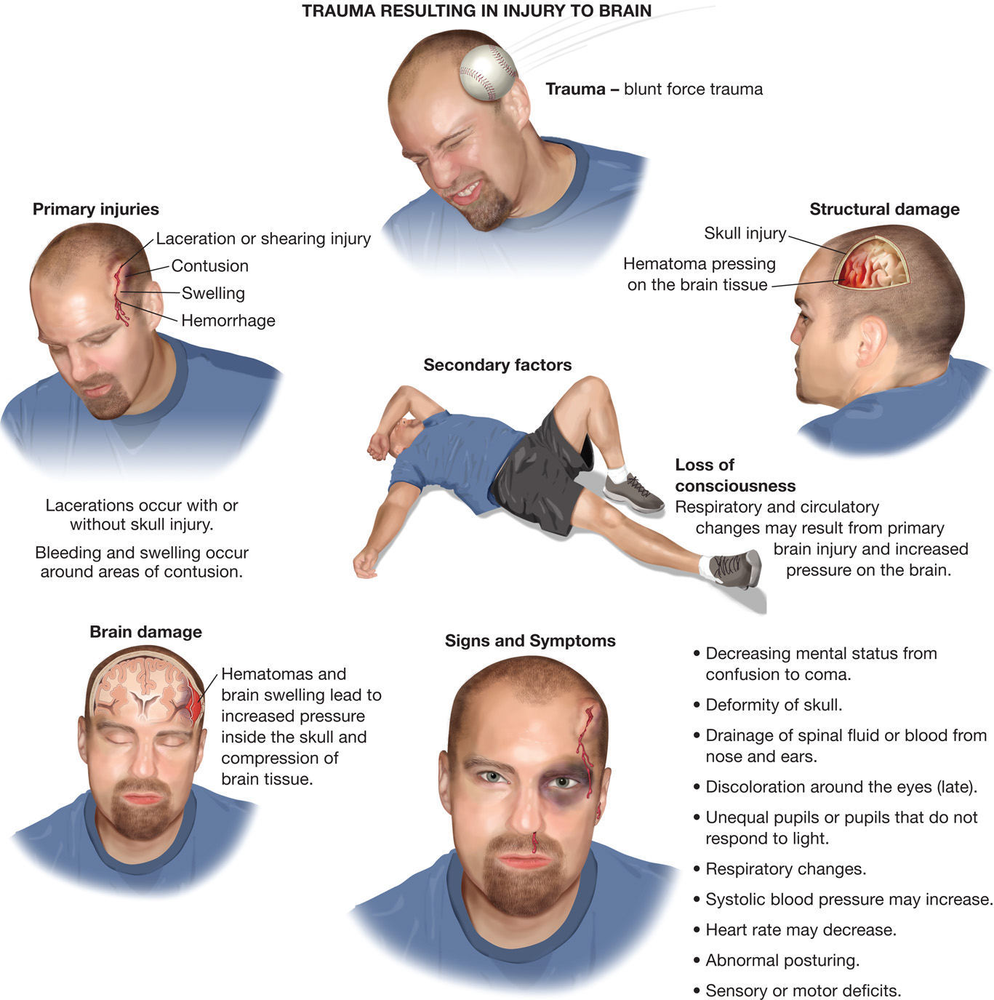 TRAUMA RESULTING IN INJURY TO BRAIN
Trauma – blunt force trauma
Primary injuries
Laceration or shearing injury
Contusion
Swelling
Hemorrhage
Lacerations occur with or
without skull injury.
Bleeding and swelling occur
around areas of contusion.
Structural damage
Skull injury
Hematoma pressing
on the brain tissue
Secondary factors
Loss of
consciousness
Respiratory and circulatory
changes may result from primary
brain injury and increased
pressure on the brain.
Brain damage
Hematomas and
brain swelling lead to
increased pressure
inside the skull and
compression of
brain tissue.
Signs and Symptoms
• Decreasing mental status from
confusion to coma.
• Deformity of skull.
• Drainage of spinal fluid or blood from
nose and ears.
• Discoloration around the eyes (late).
• Unequal pupils or pupils that do not
respond to light.
• Respiratory changes.
• Systolic blood pressure may increase.
• Heart rate may decrease.
• Abnormal posturing.
• Sensory or motor deficits.